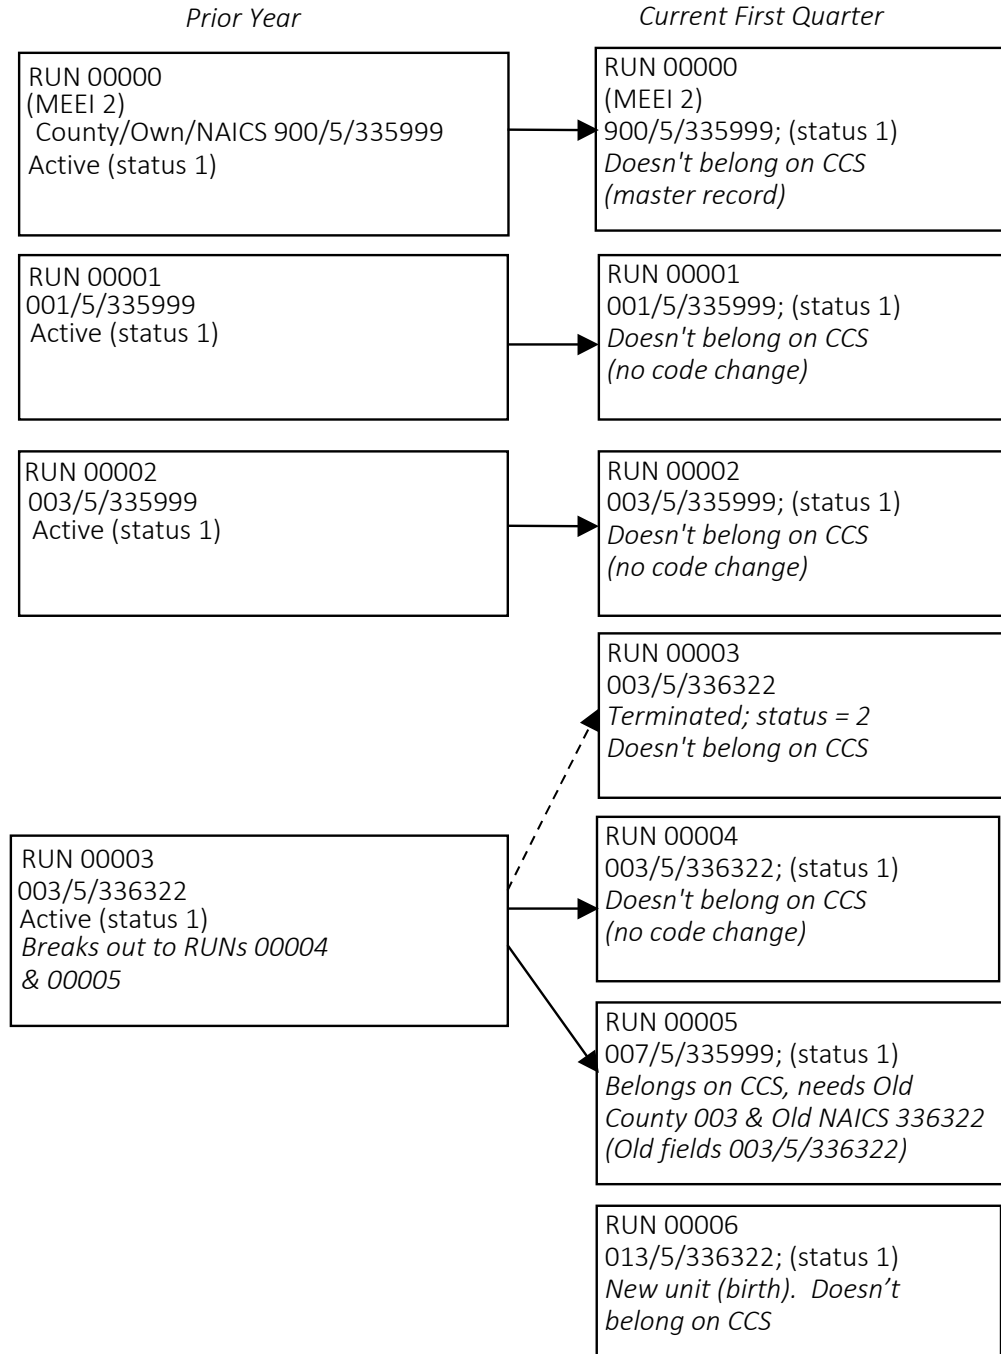 Prior Year
Current First Quarter
RUN 00000
(MEEI 2)
County/Own/NAICS 900/5/335999
Active (status 1)
RUN 00000
(MEEI 2)
900/5/335999; (status 1)
Doesn't belong on CCS
(master record)
RUN 00001
001/5/335999
Active (status 1)
RUN 00001
001/5/335999; (status 1)
Doesn't belong on CCS
(no code change)
RUN 00002
003/5/335999
Active (status 1)
RUN 00002
003/5/335999; (status 1)
Doesn't belong on CCS
(no code change)
RUN 00003
003/5/336322
Terminated; status = 2
Doesn't belong on CCS
RUN 00003
003/5/336322
Active (status 1)
Breaks out to RUNs 00004
& 00005
RUN 00004
003/5/336322; (status 1)
Doesn't belong on CCS
(no code change)
RUN 00005
007/5/335999; (status 1)
Belongs on CCS, needs Old
County 003 & Old NAICS 336322
(Old fields 003/5/336322)
RUN 00006
013/5/336322; (status 1)
New unit (birth).  Doesn’t
belong on CCS